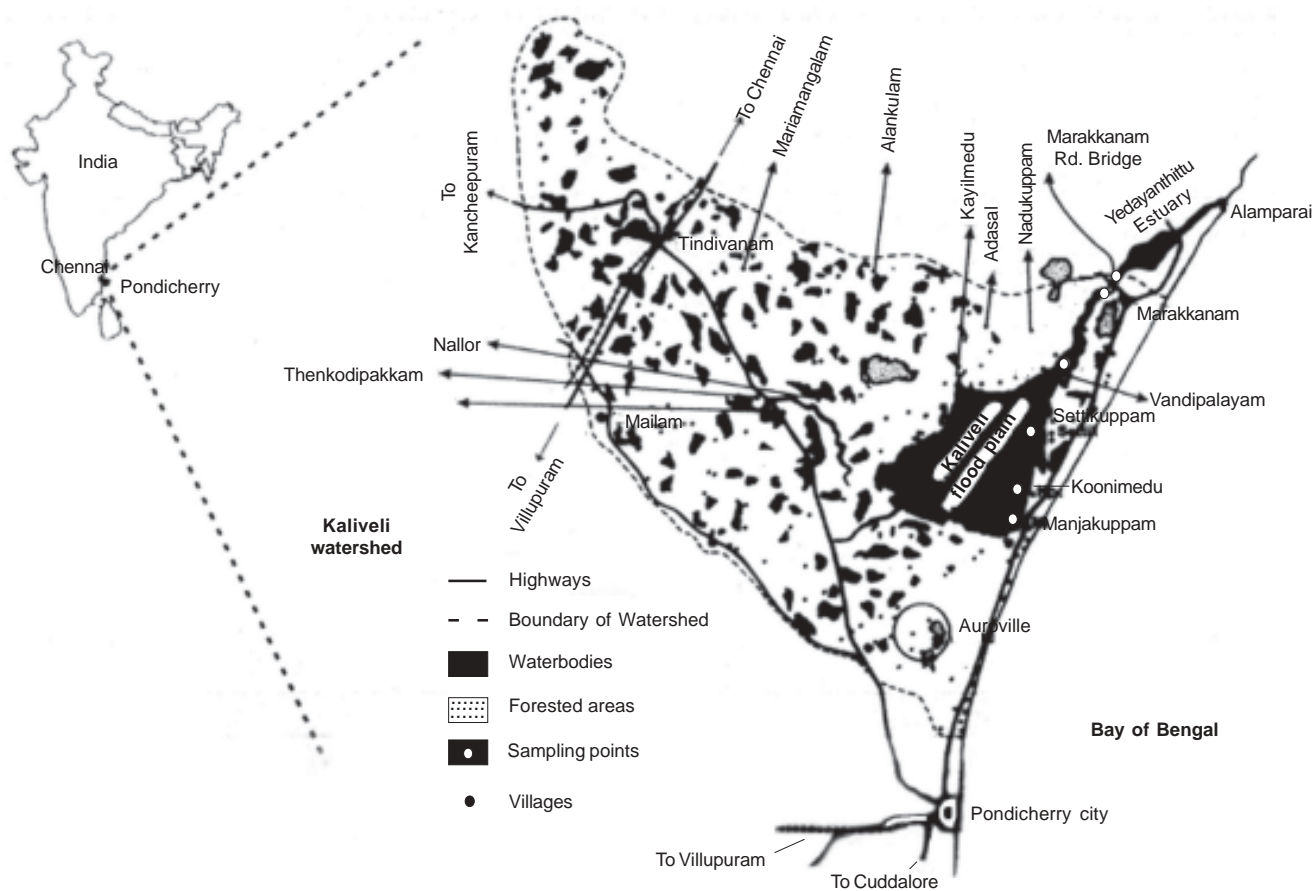 India
Chennai
Pondicherry
To
Kancheepuram
To Chennai
Mariamangalam
Alankulam
Kayilmedu
Adasal
Nadukuppam
Marakkanam
Rd. Bridge
Yedayanthittu
Estuary
Alamparai
Tindivanam
Marakkanam
Nallor
Thenkodipakkam
Vandipalayam
Mailam
Settikuppam
Kaliveli
flood plain
Koonimedu
Manjakuppam
To
Villupuram
Kaliveli
watershed
Highways
Boundary of Watershed
Waterbodies
Forested areas
Sampling points
Villages
Auroville
Bay of Bengal
Pondicherry city
To Villupuram
To Cuddalore